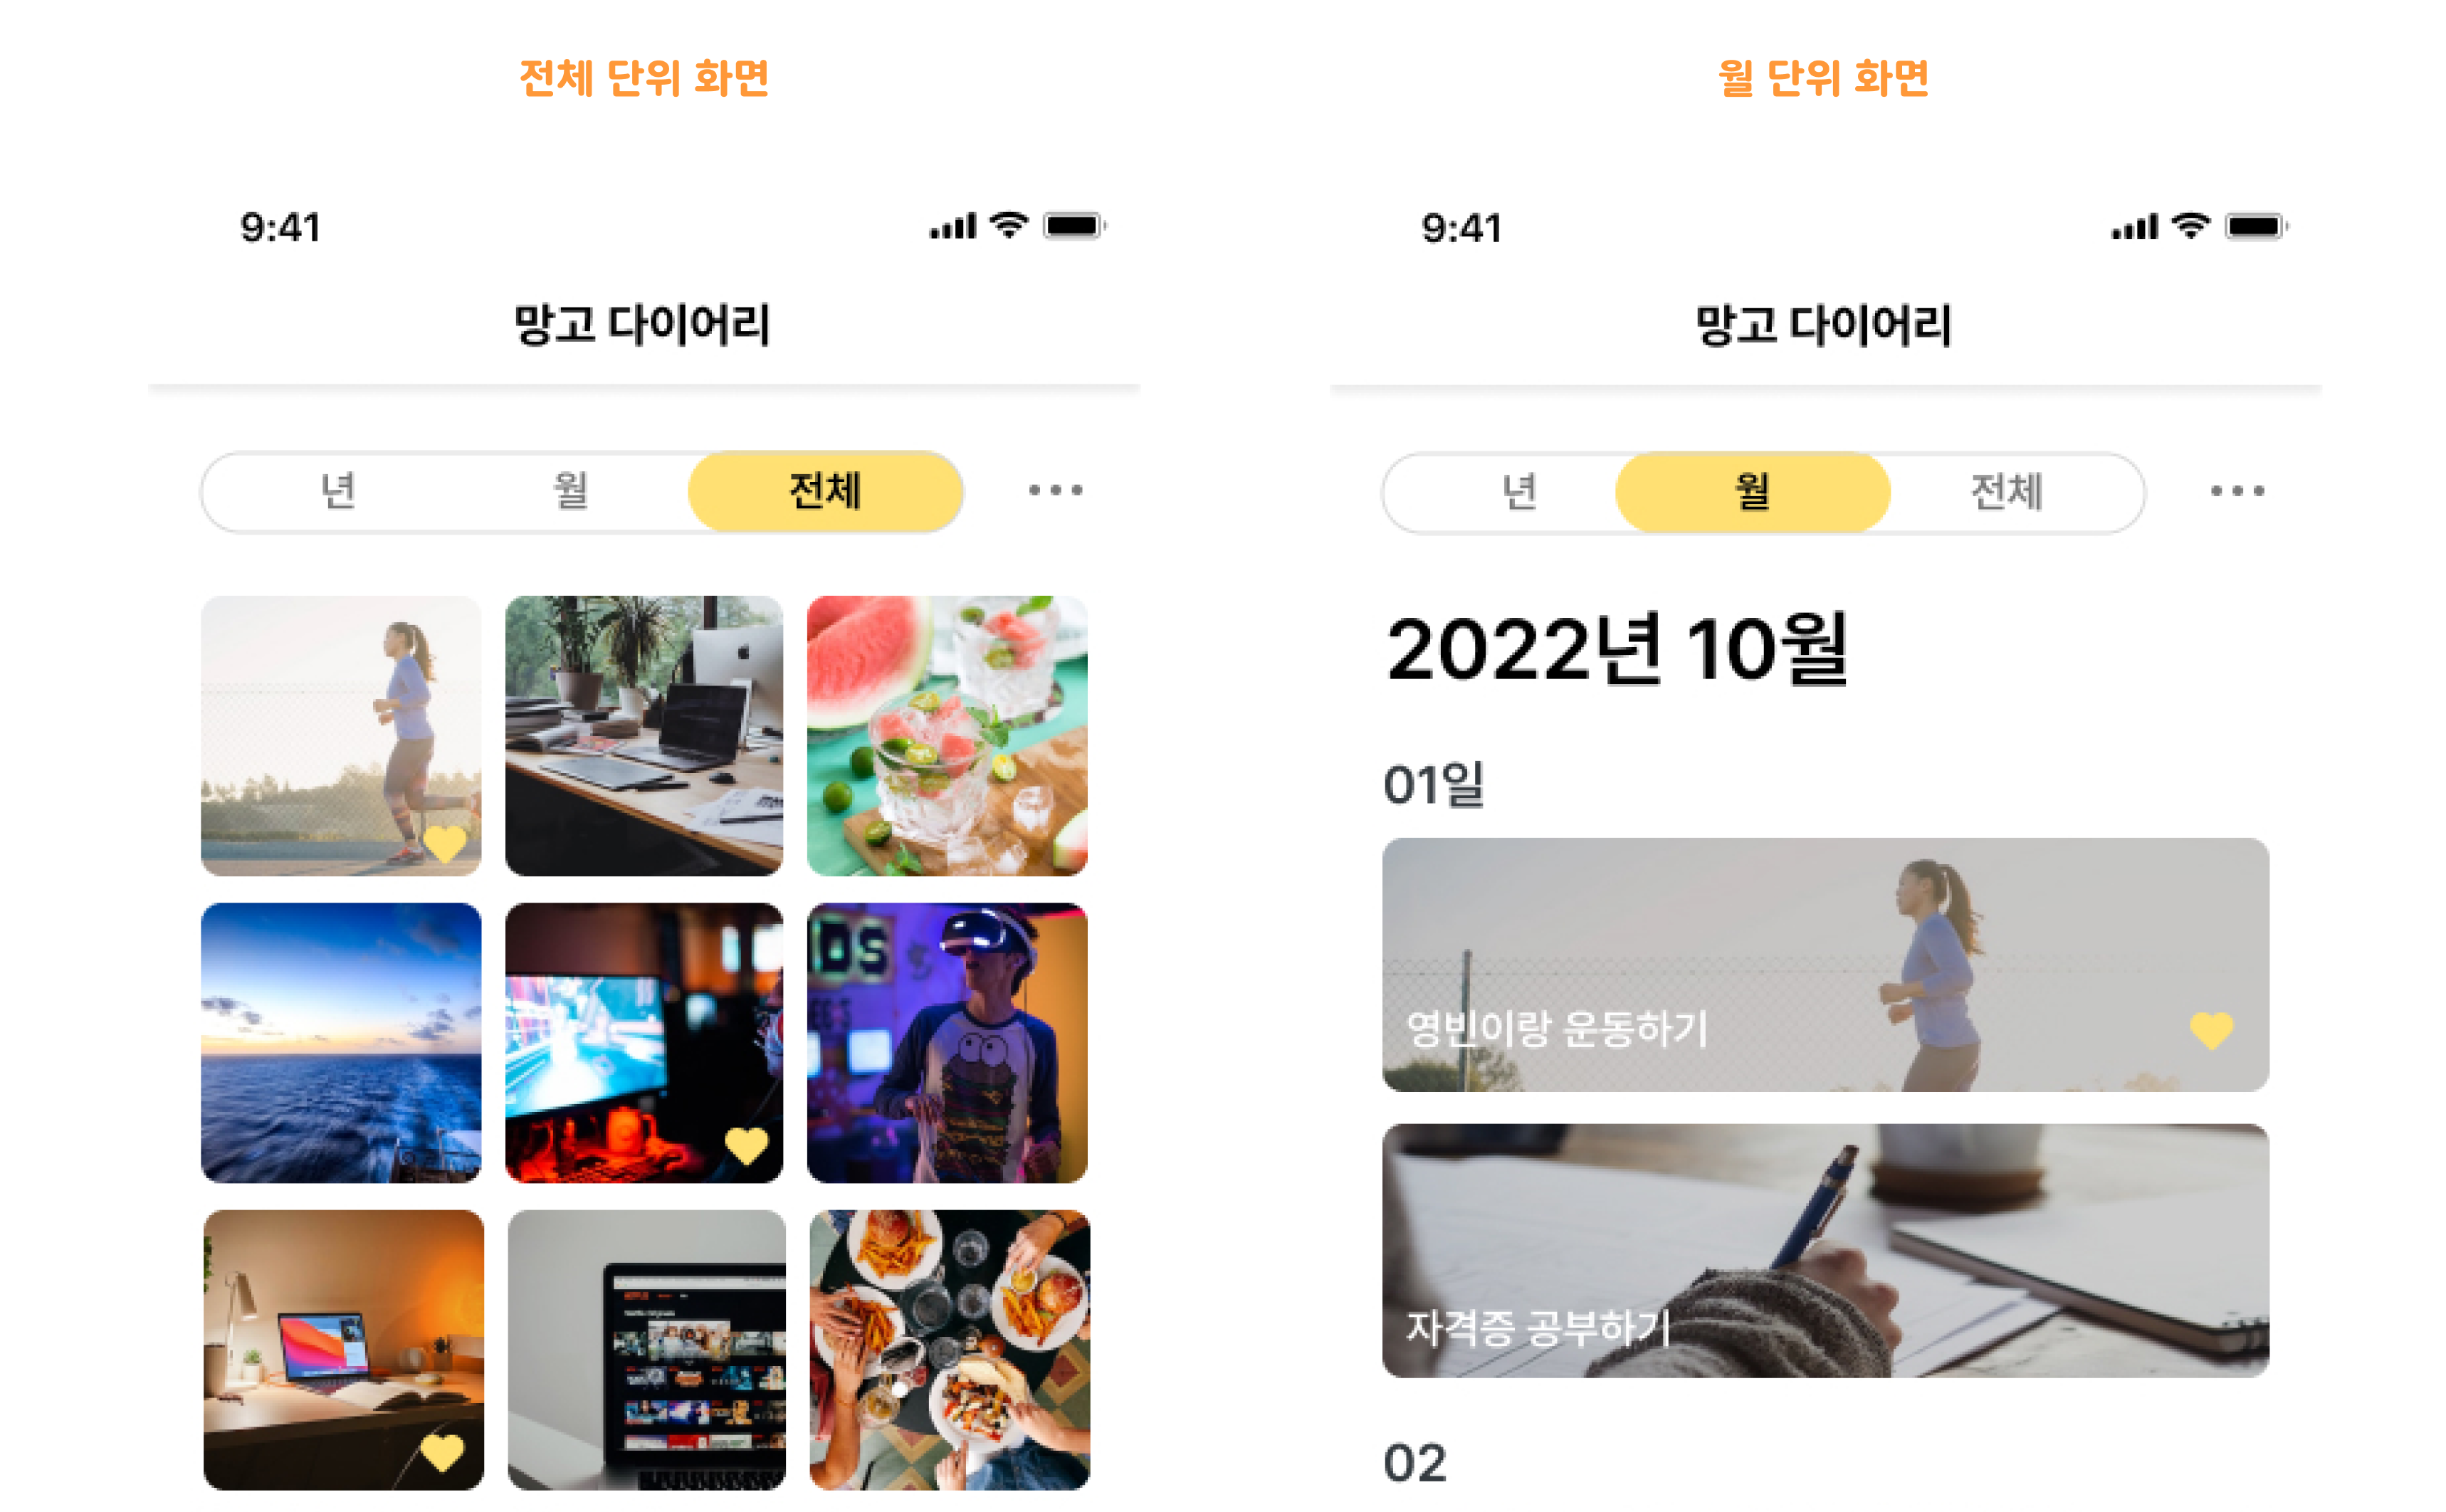 전체 단위 화면
9:41
망고 다이어리
년 월 전체
DS
월 단위 화면
9:41
망고 다이어리
년 월 전체
2022년 10월
01일
영빈이랑 운동하기
자격증 공부하기
02